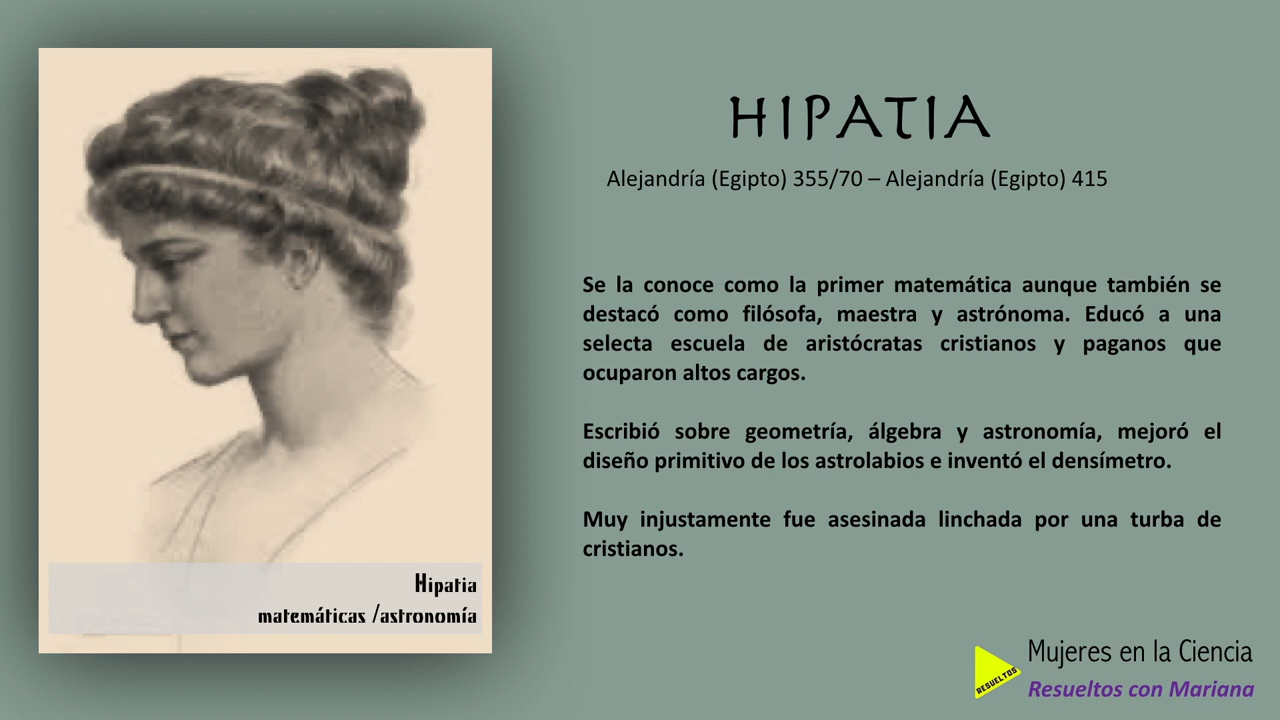 HIPATIA
Alejandría (Egipto) 355/70 – Alejandría (Egipto) 415
Se la conoce como la primer matemática aunque también se
destacó como filósofa, maestra y astrónoma. Educó a una
selecta escuela de aristócratas cristianos y paganos que
ocuparon altos cargos.
Escribió sobre geometría, álgebra y astronomía, mejoró el
diseño primitivo de los astrolabios e inventó el densímetro.
Muy injustamente fue asesinada linchada por una turba de
cristianos.
Hipatia
matemáticas /astronomía
RESUELTOS
Mujeres en la Ciencia
Resueltos con Mariana